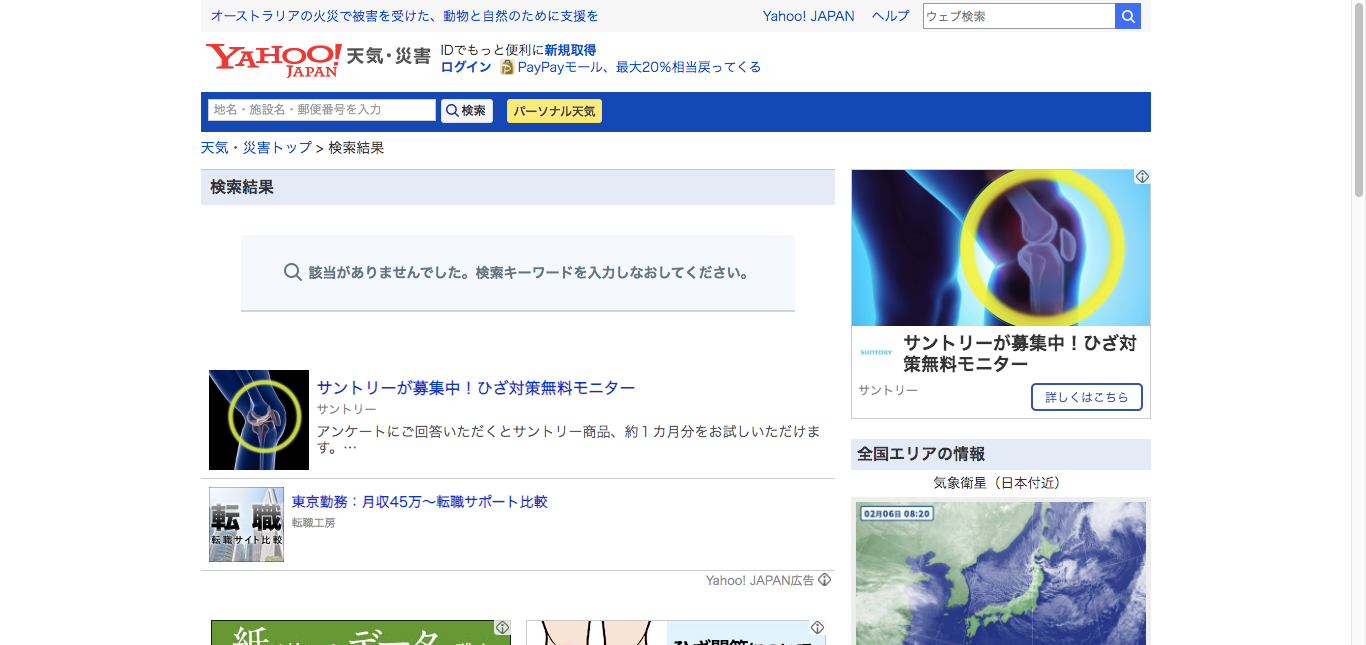 オーストラリアの火災で被害を受けた、動物と自然のために支援を
Yahoo! JAPAN ヘルプ ウェブ検索
YAHOO! JAPAN 天気・災害
IDでもっと便利に新規取得
ログイン PayPayモール、最大20%相当戻ってくる
地名・施設名・郵便番号を入力 検索 パーソナル天気
天気・災害トップ > 検索結果
検索結果
該当がありませんでした。検索キーワードを入力しなおしてください。
サントリーが募集中！ひざ対策無料モニター
サントリー
アンケートにご回答いただくとサントリー商品、約１カ月分をお試しいただけま
す。…
転職
転職サイト比較
東京勤務：月収45万～転職サポート比較
転職工房
Yahoo! JAPAN広告
SUNTORY
サントリーが募集中！ひざ対
策無料モニター
サントリー
詳しくはこちら
全国エリアの情報
気象衛星（日本付近）
02月06日 08:20